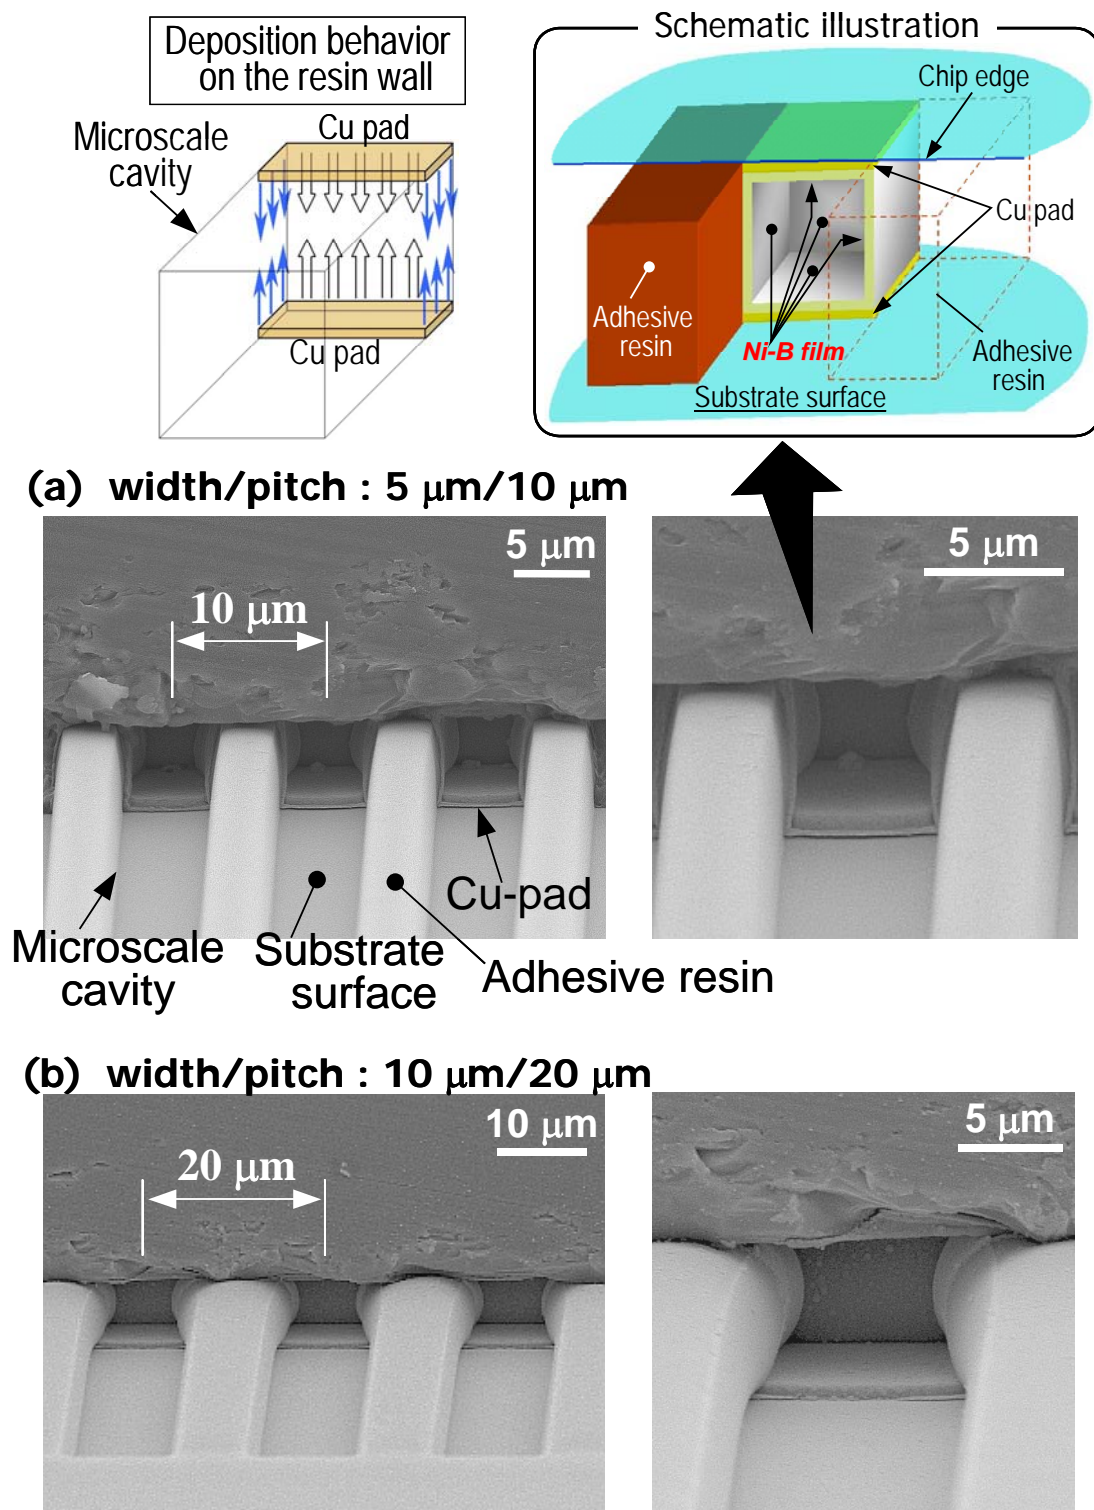 Deposition behavior
on the resin wall
Microscale
cavity
Cu pad
Cu pad
Schematic illustration
Chip edge
Cu pad
Adhesive
resin
Ni-B film
Adhesive
resin
Substrate surface
(a) width/pitch : 5 μm/10 μm
5 μm
10 μm
5 μm
Cu-pad
Microscale
cavity
Substrate
surface
Adhesive resin
(b) width/pitch : 10 μm/20 μm
10 μm
20 μm
5 μm